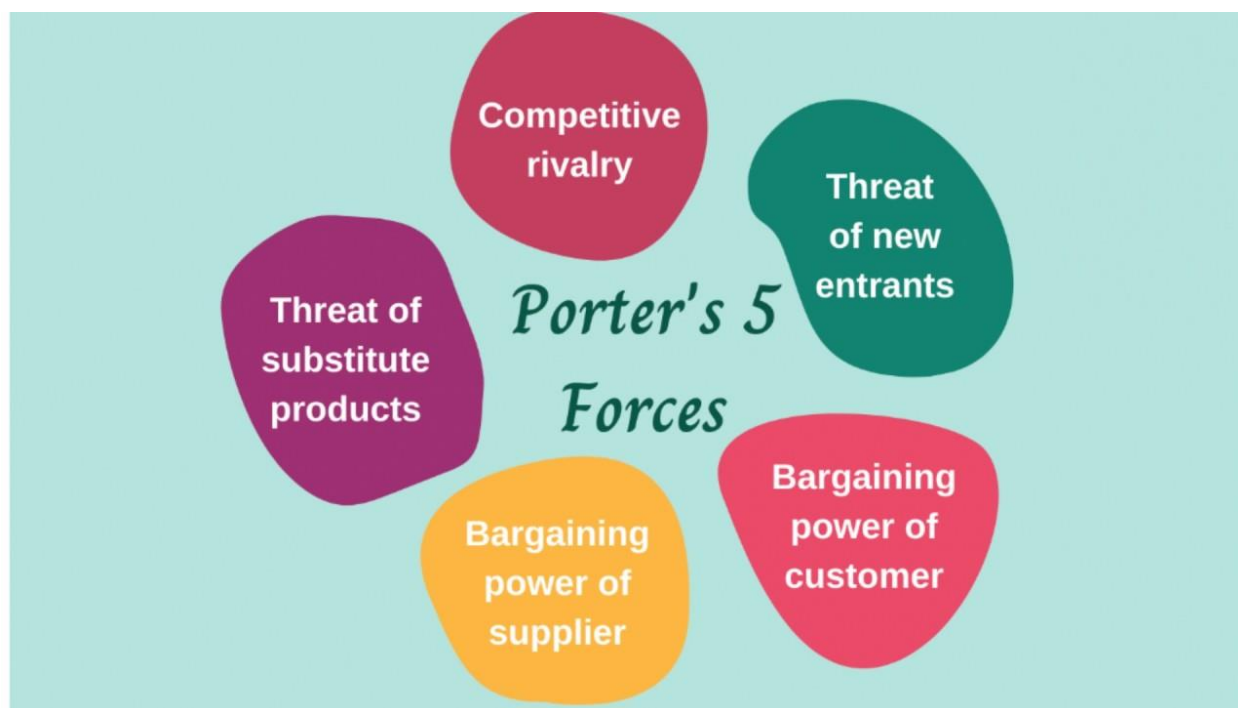 Competitive
rivalry
Threat
of new
entrants
Porter's 5
Forces
Threat of
substitute
products
Bargaining
power of
customer
Bargaining
power of
supplier